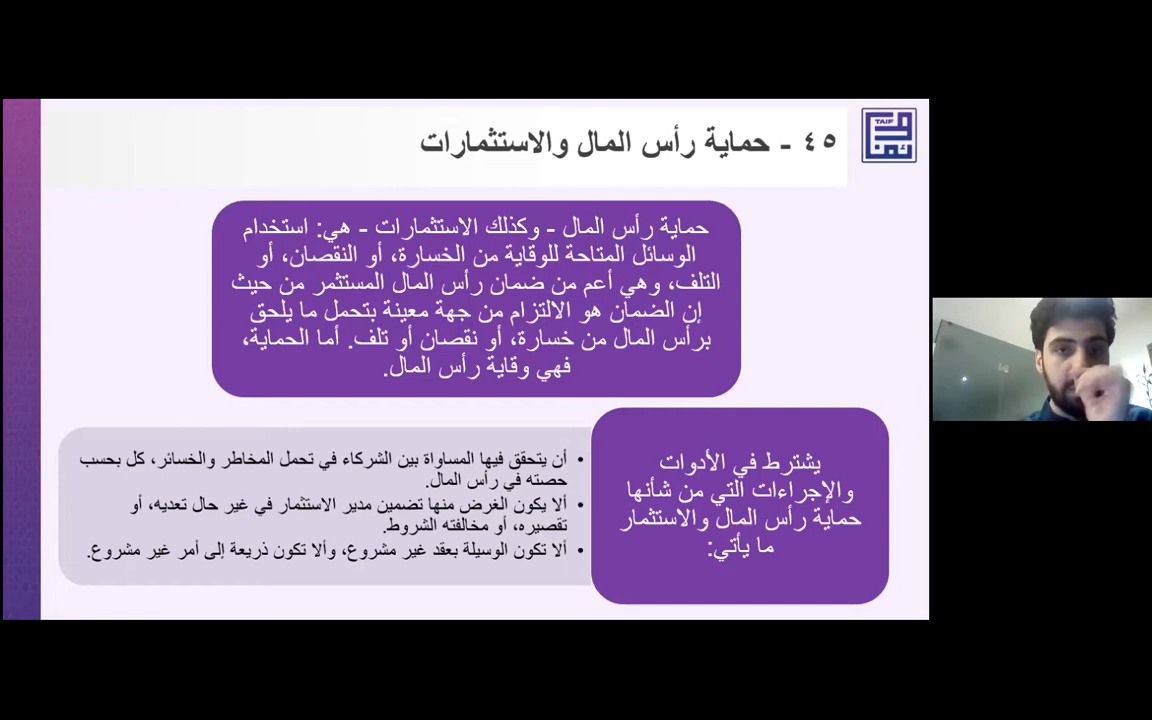 TAIF
٤٥ - حماية رأس المال والاستثمارات
حماية رأس المال - وكذلك الاستثمارات - هي: استخدام
الوسائل المتاحة للوقاية من الخسارة، أو النقصان، أو
التلف، وهي أعم من ضمان رأس المال المستثمر من حيث
إن الضمان هو الالتزام من جهة معينة بتحمل ما يلحق
برأس المال من خسارة، أو نقصان أو تلف. أما الحماية،
فهي وقاية رأس المال.
يشترط في الأدوات
والإجراءات التي من شأنها
حماية رأس المال والاستثمار
ما يأتي:
• أن يتحقق فيها المساواة بين الشركاء في تحمل المخاطر والخسائر، كل بحسب
حصته في رأس المال.
• ألا يكون الغرض منها تضمين مدير الاستثمار في غير حال تعديه، أو
تقصيره، أو مخالفته الشروط.
• ألا تكون الوسيلة بعقد غير مشروع، وألا تكون ذريعة إلى أمر غير مشروع.